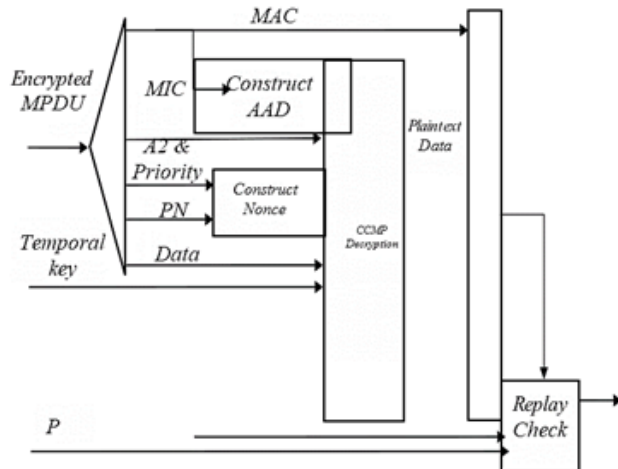 MAC
Encrypted
MPDU
MIC
Construct
AAD
Plaintext
Data
A2 &
Priority
Construct
Nonce
PN
CCMP
Decryption
Temporal
key
Data
P
Replay
Check